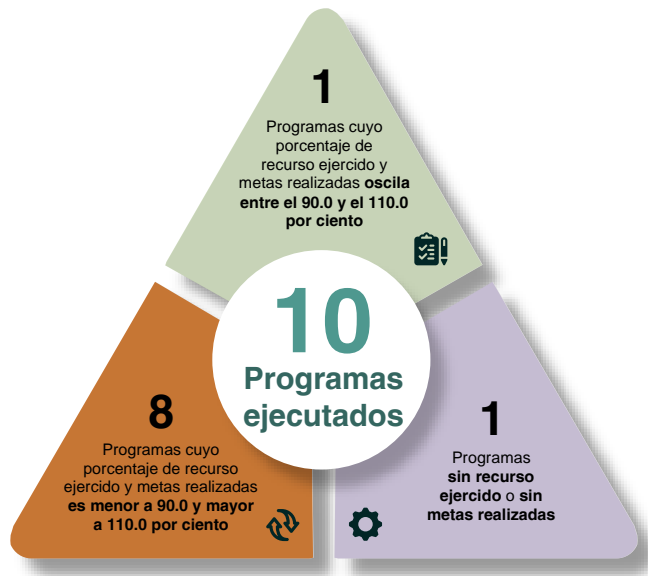 1
Programas cuyo
porcentaje de
recurso ejercido y
metas realizadas oscila
entre el 90.0 y el 110.0
por ciento
10
Programas
ejecutados
8
Programas cuyo
porcentaje de recurso
ejercido y metas realizadas
es menor a 90.0 y mayor
a 110.0 por ciento
1
Programas
sin recurso
ejercido o sin
metas realizadas